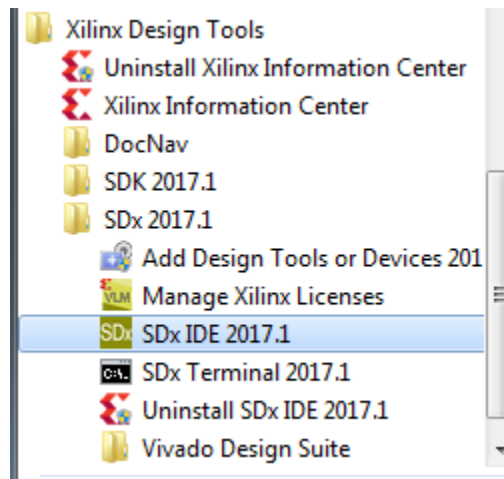 Xilinx Design Tools
Uninstall Xilinx Information Center
Xilinx Information Center
DocNav
SDK 2017.1
SDx 2017.1
Add Design Tools or Devices 201
VLM Manage Xilinx Licenses
SDx SDx IDE 2017.1
C:\. SDx Terminal 2017.1
Uninstall SDx IDE 2017.1
Vivado Design Suite